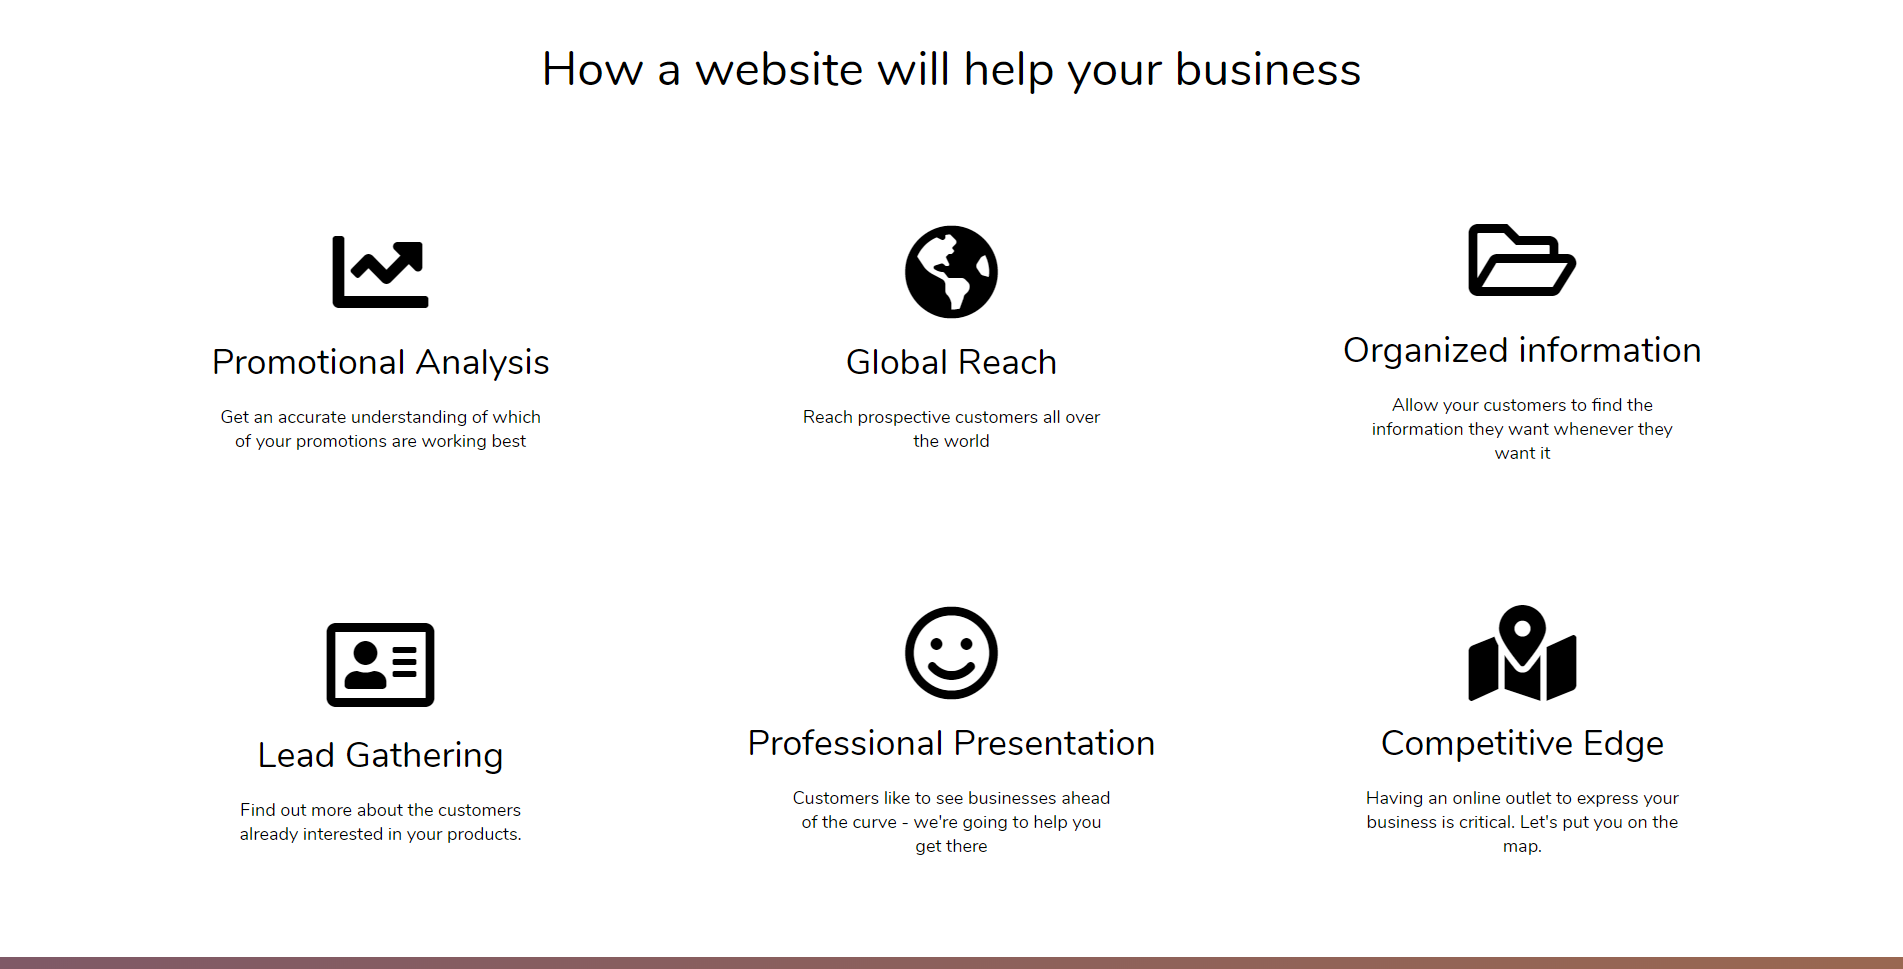 How a website will help your business
Promotional Analysis
Get an accurate understanding of which
of your promotions are working best
Global Reach
Reach prospective customers all over
the world
Organized information
Allow your customers to find the
information they want whenever they
want it
Lead Gathering
Find out more about the customers
already interested in your products.
Professional Presentation
Customers like to see businesses ahead
of the curve - we're going to help you
get there
Competitive Edge
Having an online outlet to express your
business is critical. Let's put you on the
map.